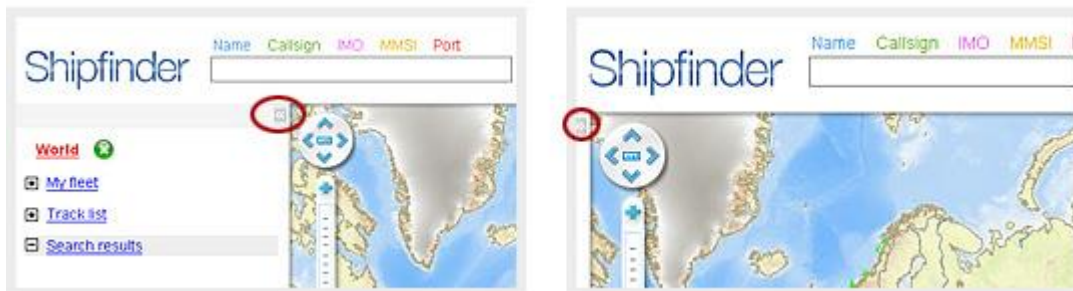 Name Callsign IMO MMSI Port
Shipfinder
World
My fleet
Track list
Search results
Name Callsign IMO MMSI
Shipfinder